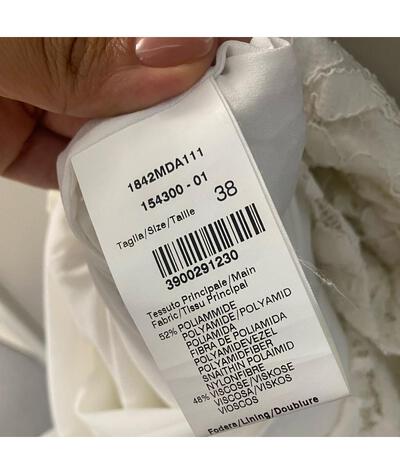 1842MDA111
154300 - 01
Taglia/Size/Taille 38
3900291230
Tessuto Principale/Main
Fabric/Tissu Principal
52% POLIAMMIDE
POLYAMIDE/POLYAMID
POLIAMIDA
FIBRA DE POLIAMIDA
POLYAMIDEVEZEL
POLYAMIDFIBER
SNAITHIN POLAIMID
NYLONFIBRE
48% VISCOSE/VISKOSE
VISCOSA/VISKOS
VIOSCOS
Fodera/Lining/Doublure